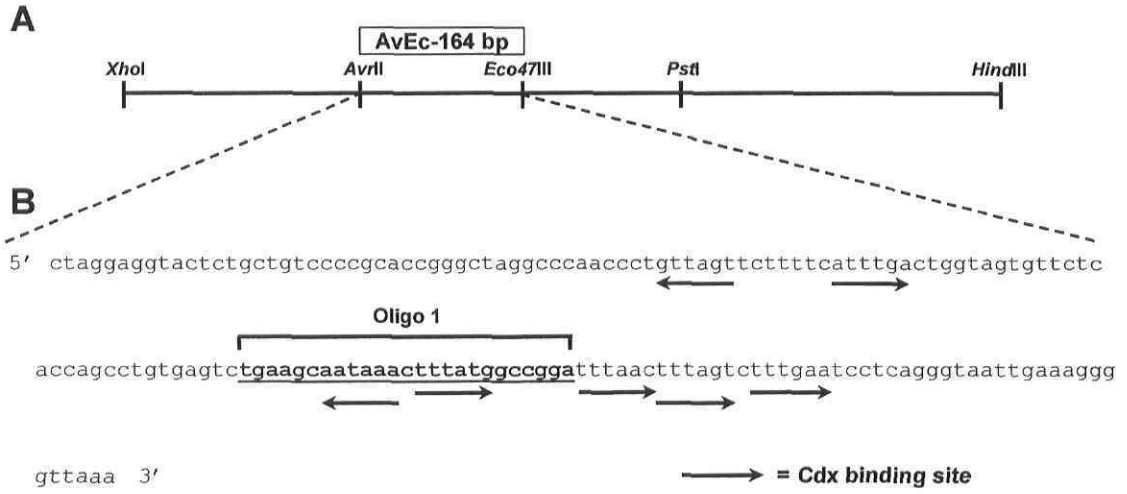 A
AvEc-164 bp
XhoI AvrII Eco47III PstI HindIII
B
5' ctaggaggtactctgctgtccccgcaccgggctaggcccaaccctgttagttcttttcatttgactggtagtgttctc
Oligo 1
accagcctgtgagtctgaagcaataaactttatggccggatttaactttagtctttgaatcctcagggtaattgaaaggg
gttaaa 3'
= Cdx binding site